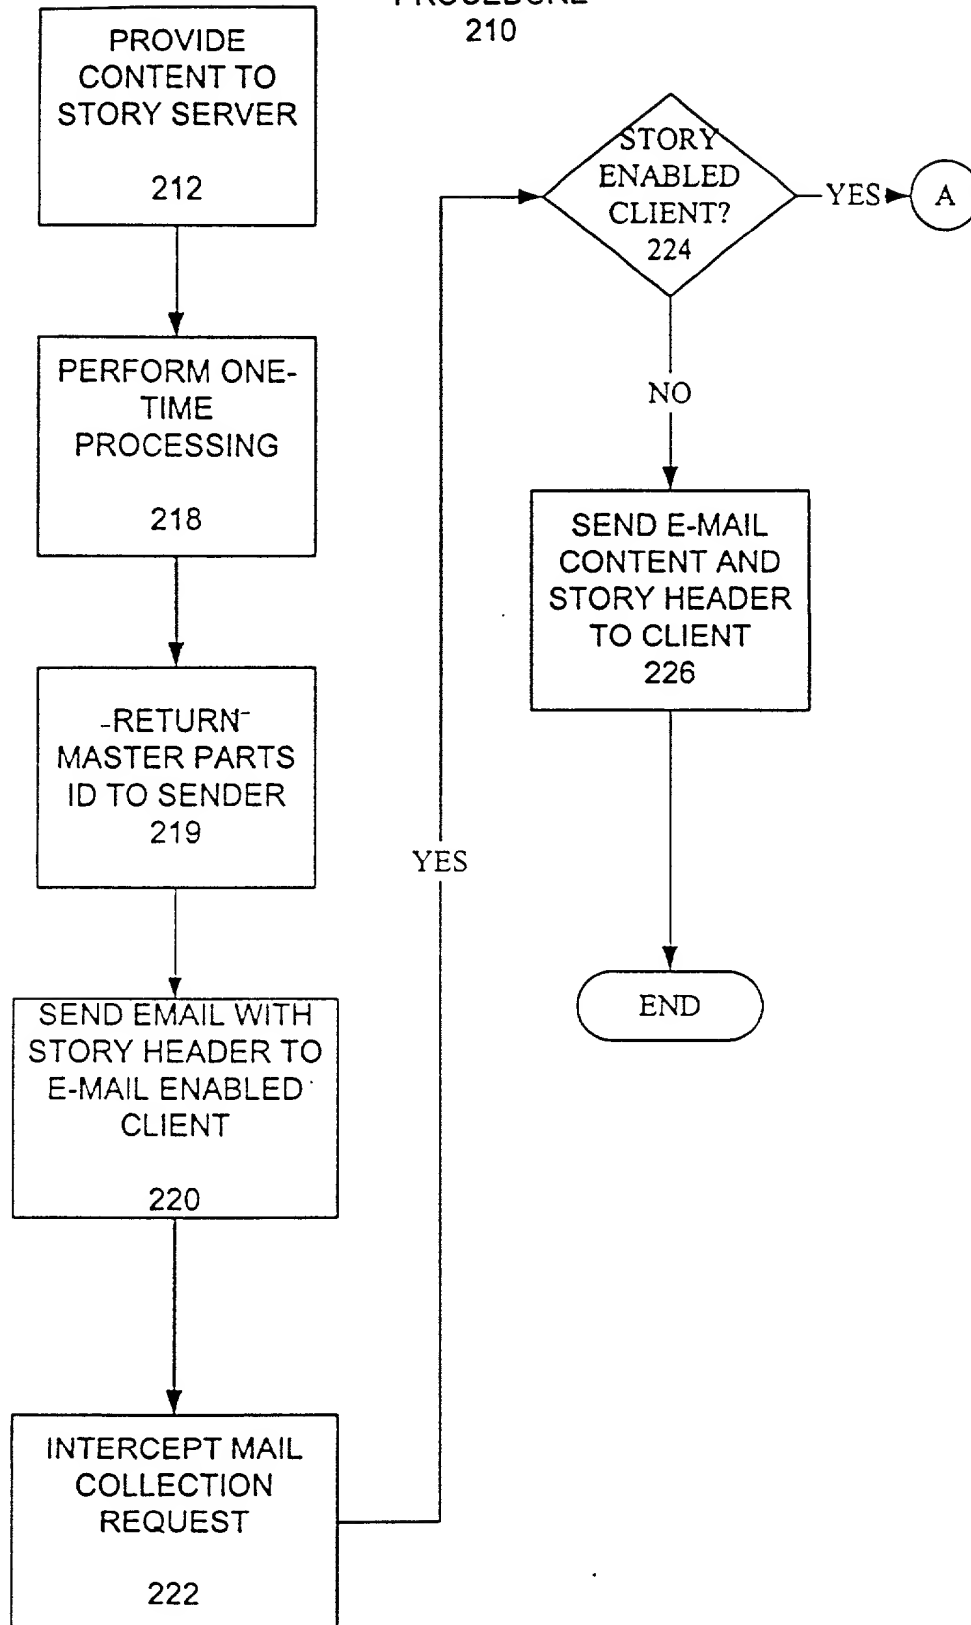 PROCEDURE
210
PROVIDE
CONTENT TO
STORY SERVER
212
PERFORM ONE-
TIME
PROCESSING
218
RETURN
MASTER PARTS
ID TO SENDER
219
SEND EMAIL WITH
STORY HEADER TO
E-MAIL ENABLED
CLIENT
220
INTERCEPT MAIL
COLLECTION
REQUEST
222
YES
STORY
ENABLED
CLIENT?
224
YES
A
NO
SEND E-MAIL
CONTENT AND
STORY HEADER
TO CLIENT
226
END